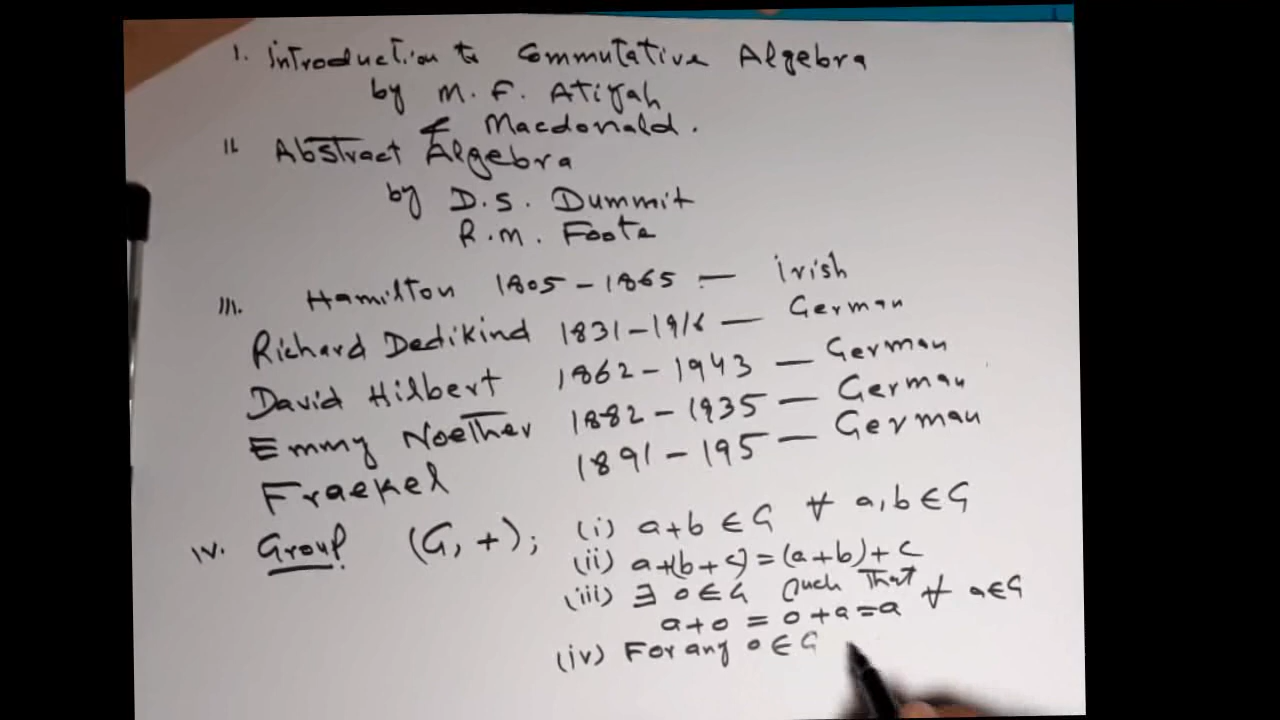 I. Introduction to Commutative Algebra
by M. F. Atiyah
& Macdonald.
II Abstract Algebra
by D.S. Dummit
R.M. Foote
III. Hamilton 1805 - 1865 — Irish
Richard Dedikind 1831 - 1916 — German
David Hilbert 1862 - 1943 — German
Emmy Noether 1882 - 1935 — German
Fraekel 1891 - 195 — German
IV. Group (G, +); (i) a+b ∈ G ∀ a,b ∈ G
(ii) a+(b+c) = (a+b)+c
(iii) ∃ 0 ∈ G such That
a+0 = 0+a = a ∀ a ∈ G
(iv) For any 0 ∈ G